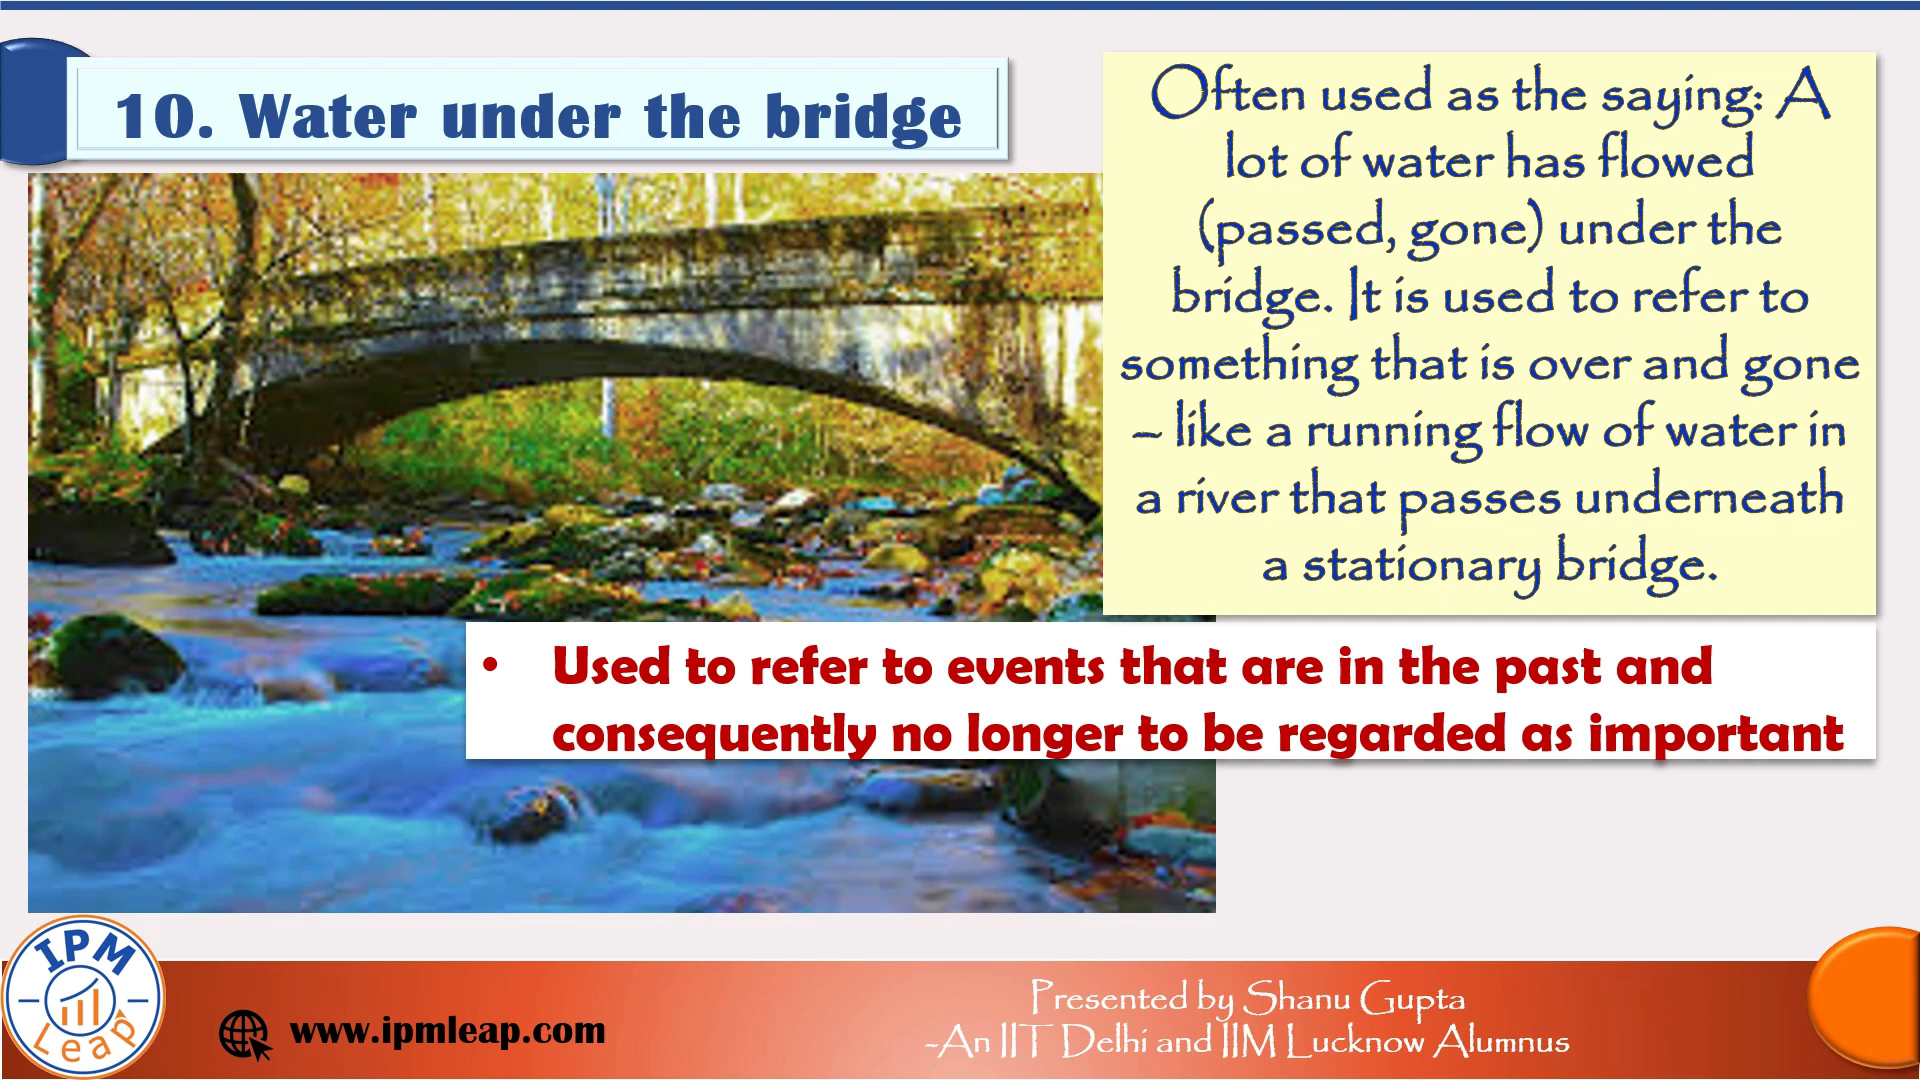 10. Water under the bridge
Often used as the saying: A
lot of water has flowed
(passed, gone) under the
bridge. It is used to refer to
something that is over and gone
– like a running flow of water in
a river that passes underneath
a stationary bridge.
• Used to refer to events that are in the past and
consequently no longer to be regarded as important
IPM
Leap
www.ipmleap.com
Presented by Shanu Gupta
-An IIT Delhi and IIM Lucknow Alumnus